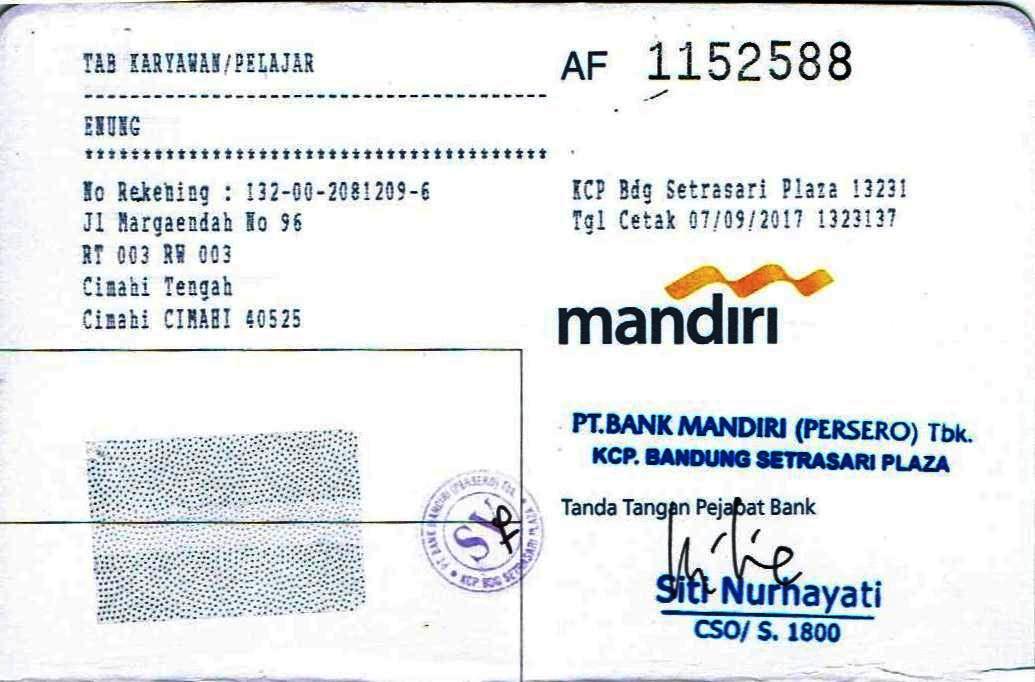 TAB KARYAWAN/PELAJAR
AF 1152588
ENUNG
No Rekening : 132-00-2081209-6
Jl Margaendah No 96
RT 003 RW 003
Cimahi Tengah
Cimahi CIMAHI 40525
KCP Bdg Setrasari Plaza 13231
Tgl Cetak 07/09/2017 1323137
mandiri
PT.BANK MANDIRI (PERSERO) Tbk.
KCP. BANDUNG SETRASARI PLAZA
Tanda Tangan Pejabat Bank
Siti Nurhayati
CSO/ S. 1800
PT. BANK MANDIRI (PERSERO) Tbk.
SY
KCP BDG SETRASARI PLAZA